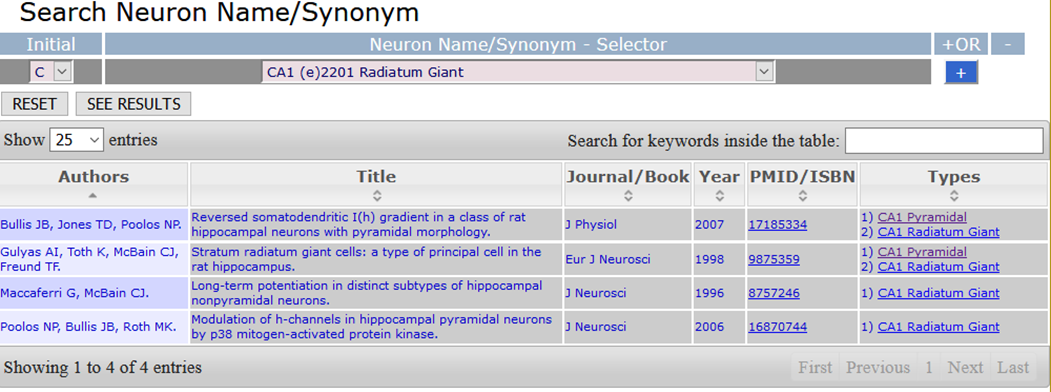 Search Neuron Name/Synonym
Initial Neuron Name/Synonym - Selector +OR -
C CA1 (e)2201 Radiatum Giant +
RESET SEE RESULTS
Show 25 entries Search for keywords inside the table:
Authors Title Journal/Book Year PMID/ISBN Types
Bullis JB, Jones TD, Poolos NP.
Reversed somatodendritic I(h) gradient in a class of rat
hippocampal neurons with pyramidal morphology.
J Physiol
2007
17185334
1) CA1 Pyramidal
2) CA1 Radiatum Giant
Gulyas AI, Toth K, McBain CJ,
Freund TF.
Stratum radiatum giant cells: a type of principal cell in the
rat hippocampus.
Eur J Neurosci
1998
9875359
1) CA1 Pyramidal
2) CA1 Radiatum Giant
Maccaferri G, McBain CJ.
Long-term potentiation in distinct subtypes of hippocampal
nonpyramidal neurons.
J Neurosci
1996
8757246
1) CA1 Radiatum Giant
Poolos NP, Bullis JB, Roth MK.
Modulation of h-channels in hippocampal pyramidal neurons
by p38 mitogen-activated protein kinase.
J Neurosci
2006
16870744
1) CA1 Radiatum Giant
Showing 1 to 4 of 4 entries First Previous 1 Next Last